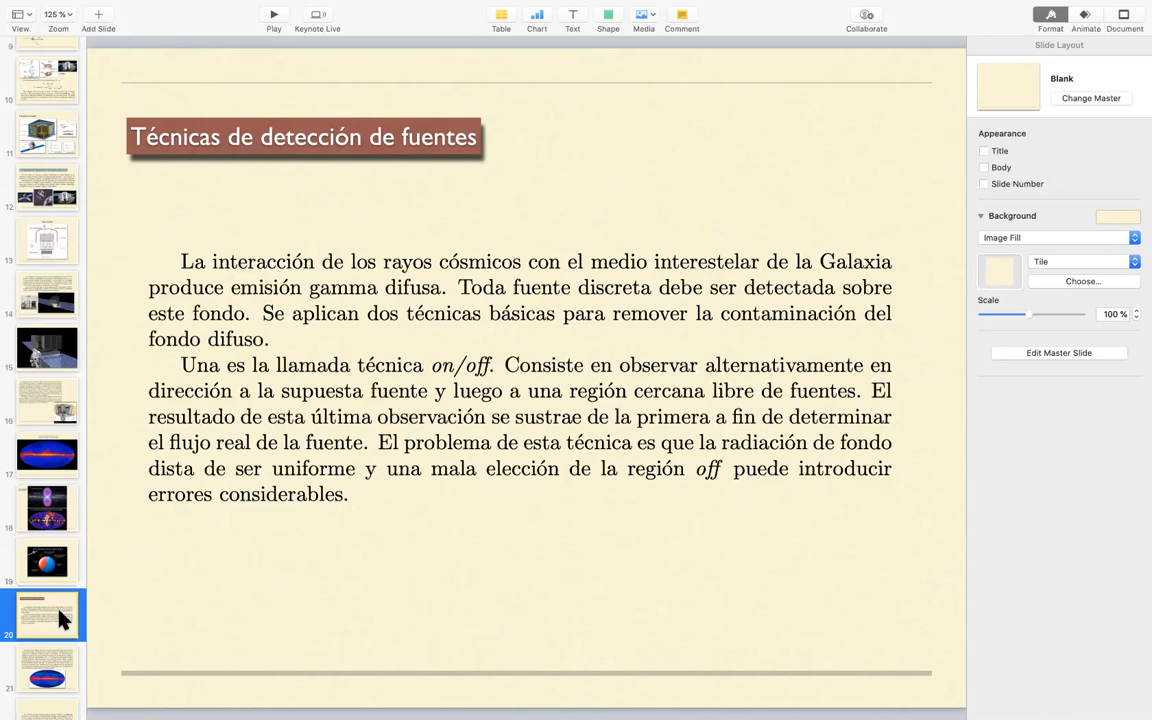 125 %
View
Zoom
Add Slide
Play
Keynote Live
Table
Chart
Text
Shape
Media
Comment
Collaborate
Format
Animate
Document
9
10
11
12
13
14
15
16
17
18
19
20
21
Técnicas de detección de fuentes
La interacción de los rayos cósmicos con el medio interestelar de la Galaxia
produce emisión gamma difusa. Toda fuente discreta debe ser detectada sobre
este fondo. Se aplican dos técnicas básicas para remover la contaminación del
fondo difuso.
Una es la llamada técnica on/off. Consiste en observar alternativamente en
dirección a la supuesta fuente y luego a una región cercana libre de fuentes. El
resultado de esta última observación se sustrae de la primera a fin de determinar
el flujo real de la fuente. El problema de esta técnica es que la radiación de fondo
dista de ser uniforme y una mala elección de la región off puede introducir
errores considerables.
Slide Layout
Blank
Change Master
Appearance
Title
Body
Slide Number
Background
Image Fill
Tile
Choose...
Scale
100 %
Edit Master Slide